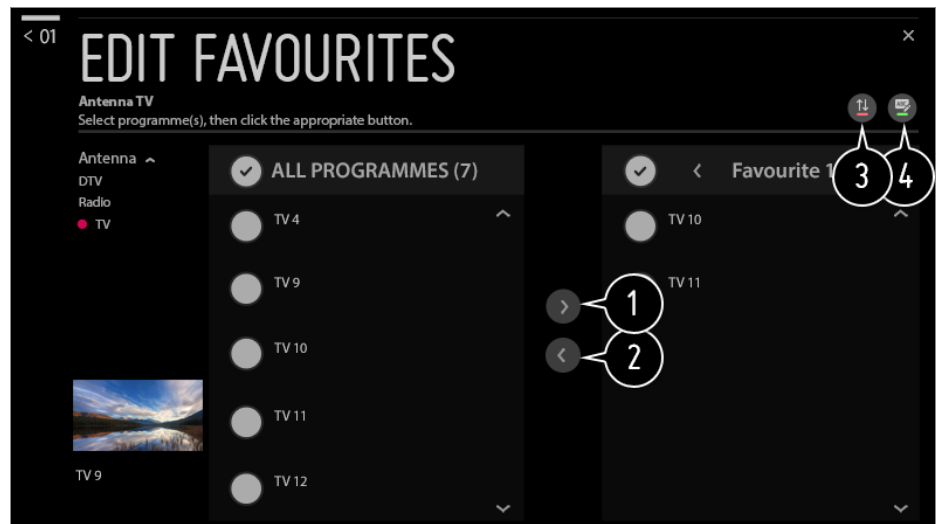 < 01
EDIT FAVOURITES
Antenna TV
Select programme(s), then click the appropriate button.
ABC
Antenna
DTV
Radio
TV
ALL PROGRAMMES (7)
TV 4
TV 9
TV 10
TV 11
TV 12
< Favourite 1
TV 10
TV 11
1
2
3
4
TV 9